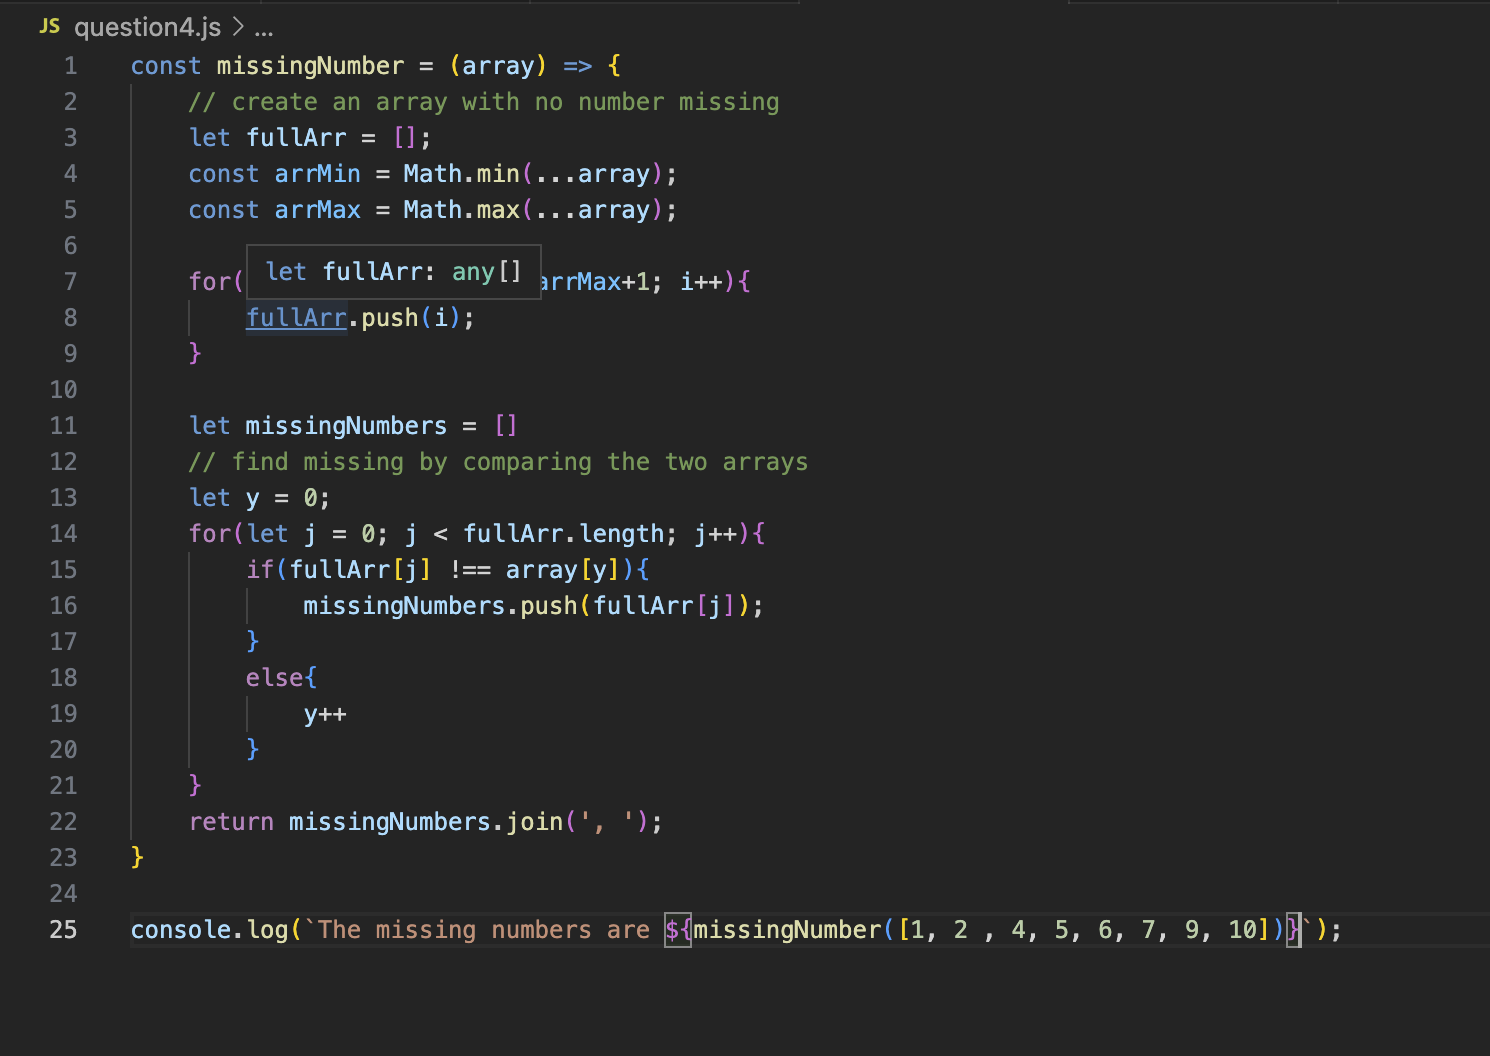 JS question4.js > ...
1 const missingNumber = (array) => {
2 // create an array with no number missing
3 let fullArr = [];
4 const arrMin = Math.min(...array);
5 const arrMax = Math.max(...array);
6
let fullArr: any[]
7 for( arrMax+1; i++){
8 fullArr.push(i);
9 }
10
11 let missingNumbers = []
12 // find missing by comparing the two arrays
13 let y = 0;
14 for(let j = 0; j < fullArr.length; j++){
15 if(fullArr[j] !== array[y]){
16 missingNumbers.push(fullArr[j]);
17 }
18 else{
19 y++
20 }
21 }
22 return missingNumbers.join(', ');
23 }
24
25 console.log(`The missing numbers are ${missingNumber([1, 2 , 4, 5, 6, 7, 9, 10])}`);